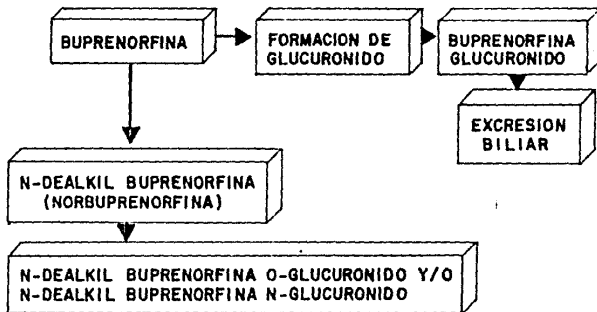 BUPRENORFINA
FORMACION DE
GLUCURONIDO
BUPRENORFINA
GLUCURONIDO
EXCRESION
BILIAR
N-DEALKIL BUPRENORFINA
(NORBUPRENORFINA)
N-DEALKIL BUPRENORFINA O-GLUCURONIDO Y/O
N-DEALKIL BUPRENORFINA N-GLUCURONIDO